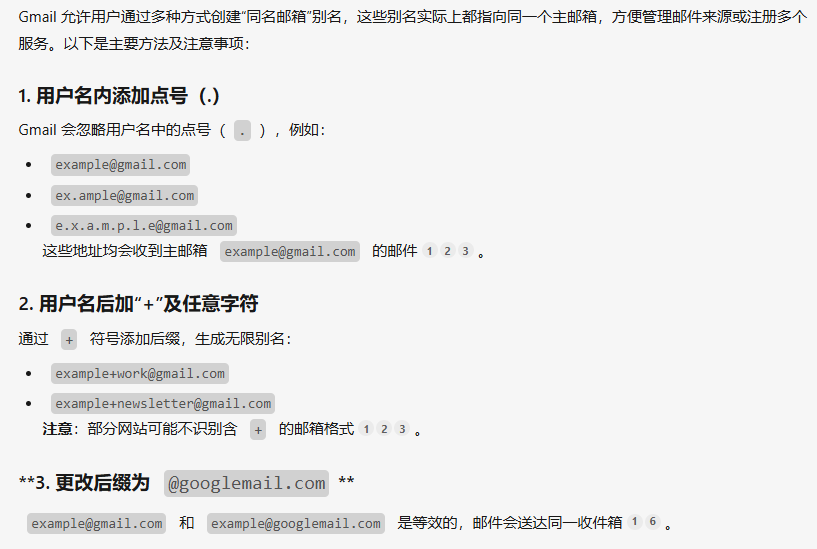 Gmail 允许用户通过多种方式创建“同名邮箱”别名，这些别名实际上都指向同一个主邮箱，方便管理邮件来源或注册多个
服务。以下是主要方法及注意事项：
1. 用户名内添加点号（.）
Gmail 会忽略用户名中的点号（ . ），例如：
• example@gmail.com
• ex.ample@gmail.com
• e.x.a.m.p.l.e@gmail.com
这些地址均会收到主邮箱 example@gmail.com 的邮件 1 2 3 。
2. 用户名后加“+”及任意字符
通过 + 符号添加后缀，生成无限别名：
• example+work@gmail.com
• example+newsletter@gmail.com
注意：部分网站可能不识别含 + 的邮箱格式 1 2 3 。
**3. 更改后缀为 @googlemail.com **
example@gmail.com 和 example@googlemail.com 是等效的，邮件会送达同一收件箱 1 6 。